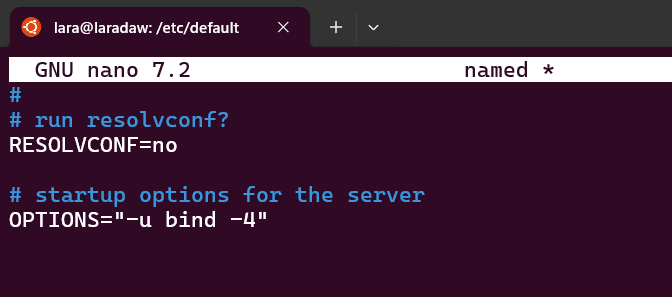 lara@laradaw: /etc/default
GNU nano 7.2 named *
#
# run resolvconf?
RESOLVCONF=no
# startup options for the server
OPTIONS="-u bind -4"